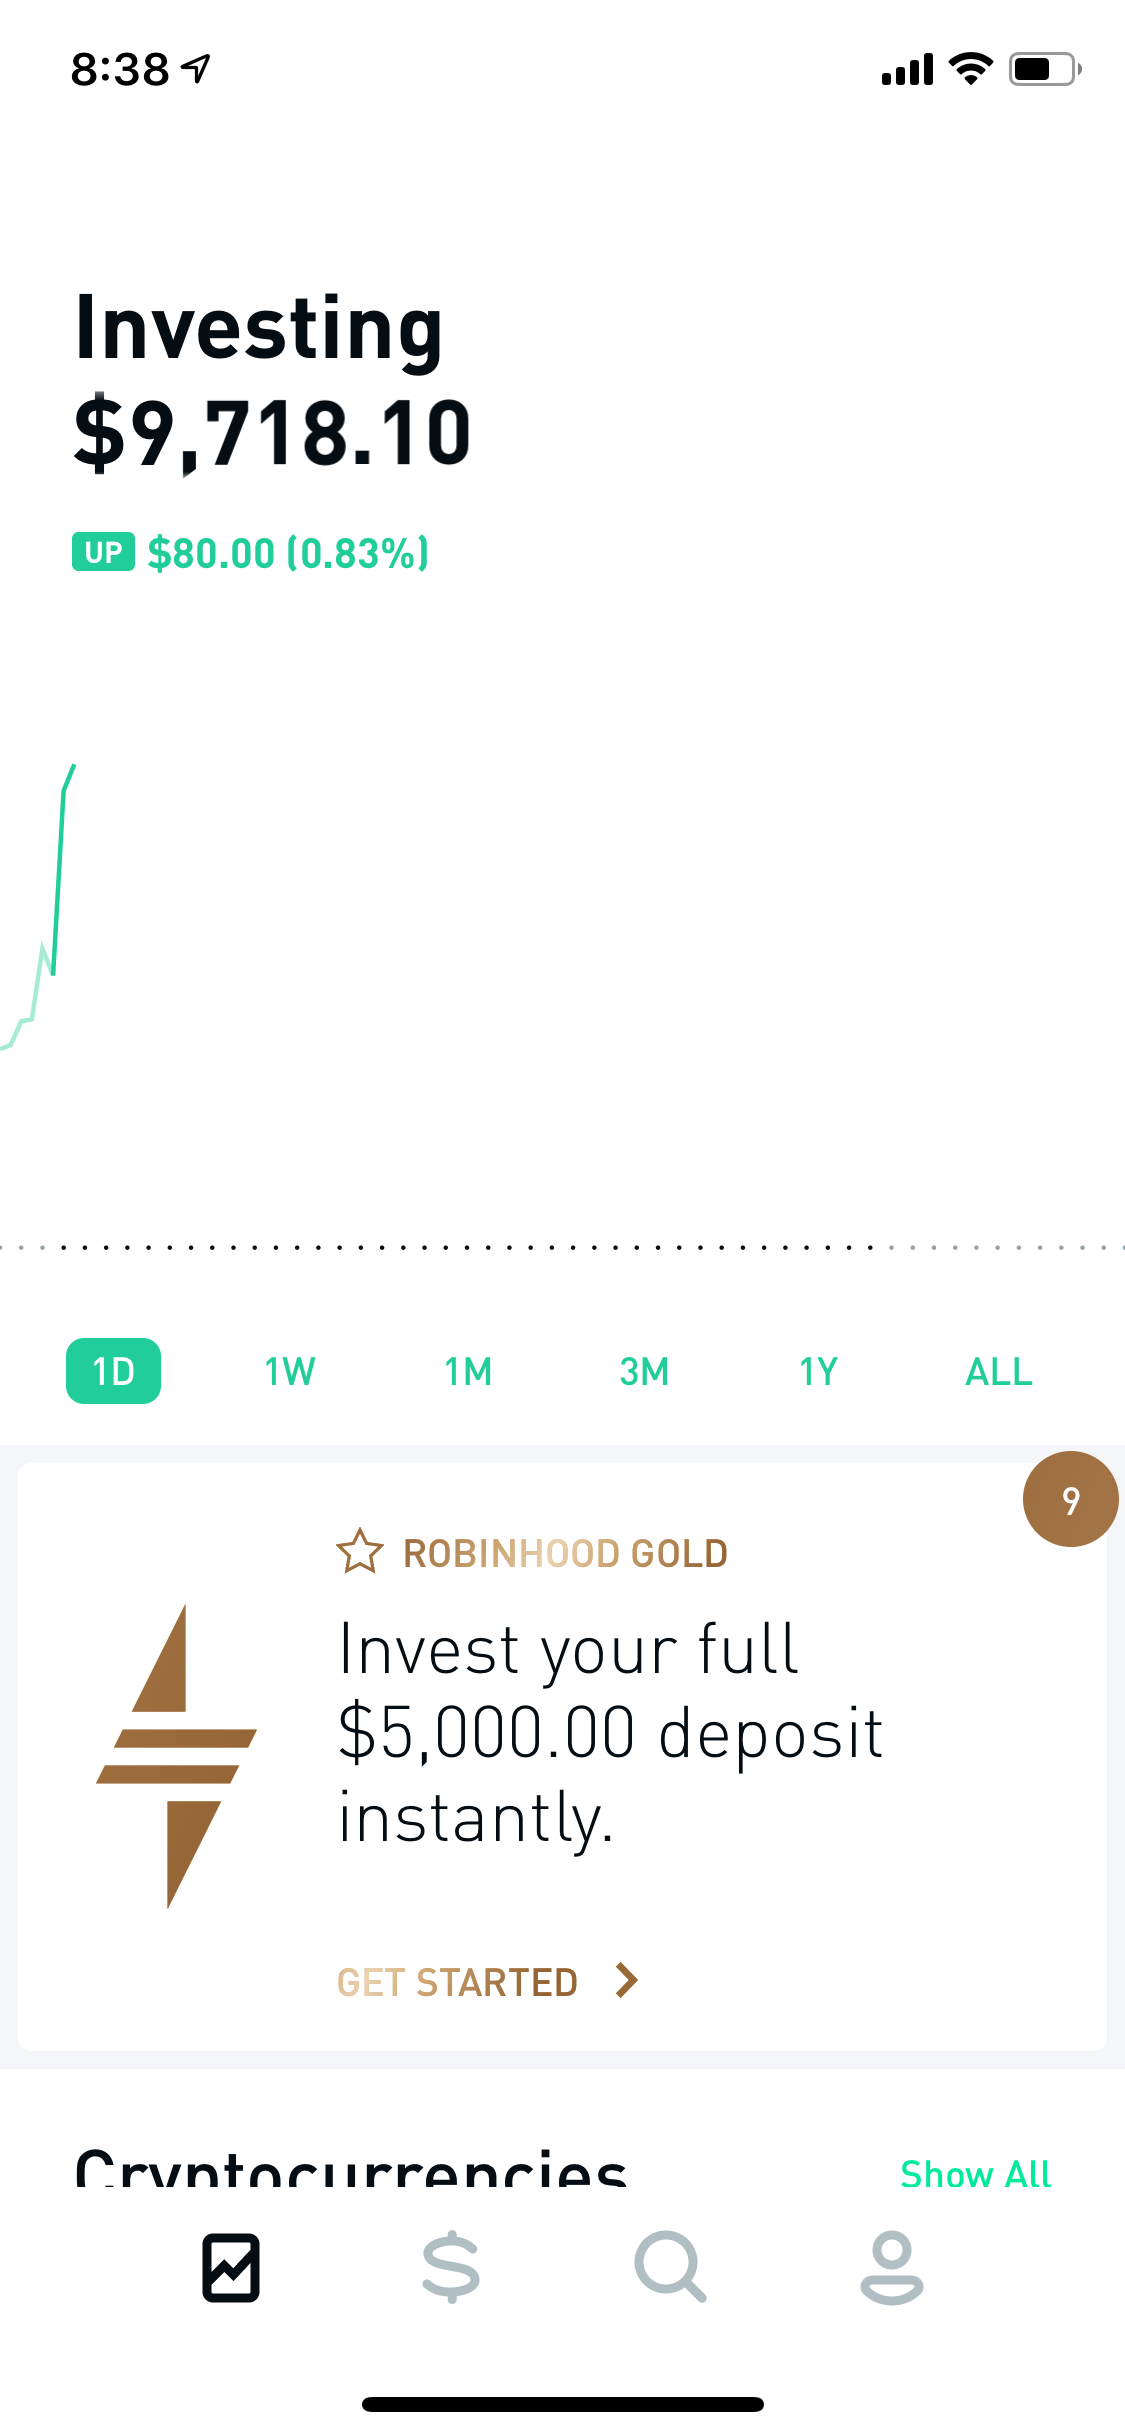 8:38
Investing
$9,718.10
UP $80.00 (0.83%)
1D 1W 1M 3M 1Y ALL
9
ROBINHOOD GOLD
Invest your full
$5,000.00 deposit
instantly.
GET STARTED
Cryptocurrencies Show All